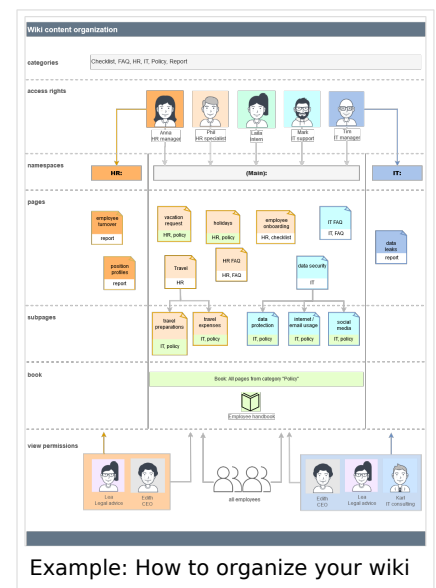 Wiki content organization
categories
Checklist, FAQ, HR, IT, Policy, Report
access rights
Anna
HR manager
Phil
HR specialist
Laila
Intern
Mark
IT support
Tim
IT manager
namespaces
HR:
(Main):
IT:
pages
employee
turnover
report
position
profiles
report
vacation
request
HR, policy
holidays
HR, policy
employee
onboarding
HR, checklist
IT FAQ
IT, FAQ
Travel
HR
HR FAQ
HR, FAQ
data security
IT
data
leaks
report
subpages
travel
preparations
IT, policy
travel
expenses
IT, policy
data
protection
IT, policy
internet /
email usage
IT, policy
social
media
IT, policy
book
Book: All pages from category "Policy"
Employee handbook
view permissions
Lea
Legal advice
Edith
CEO
all employees
Edith
CEO
Lea
Legal advice
Karl
IT consulting
Example: How to organize your wiki